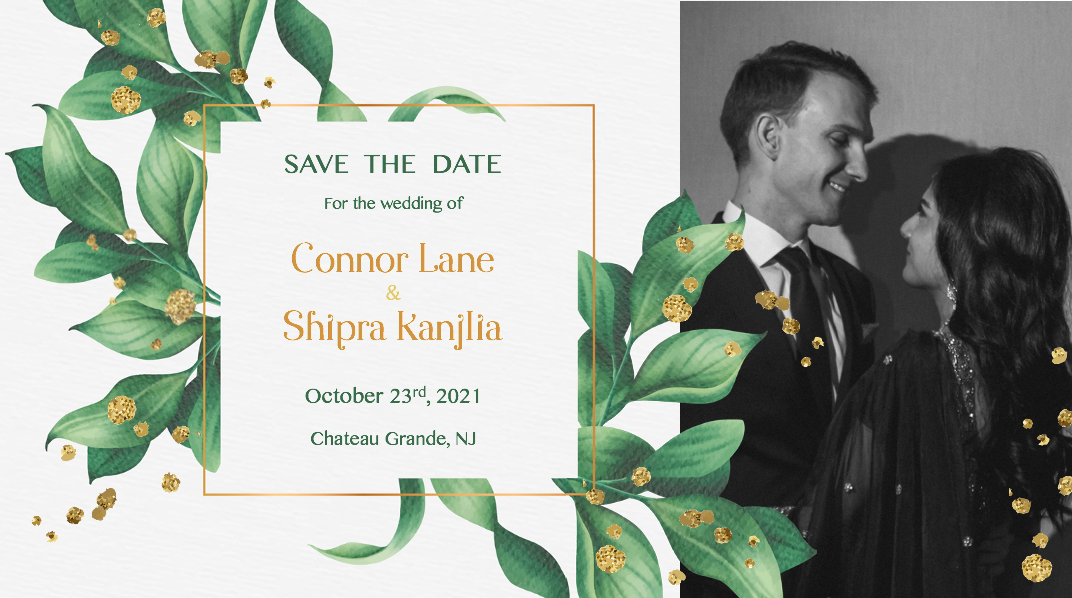 SAVE THE DATE
For the wedding of
Connor Lane
&
Shipra Kanjlia
October 23rd, 2021
Chateau Grande, NJ